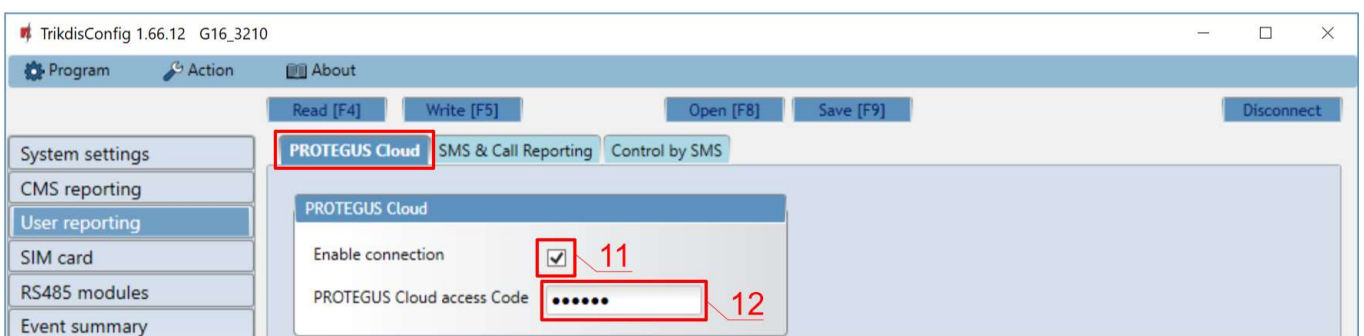 TrikdisConfig 1.66.12 G16_3210
Program Action About
Read [F4] Write [F5] Open [F8] Save [F9] Disconnect
System settings
CMS reporting
User reporting
SIM card
RS485 modules
Event summary
PROTEGUS Cloud SMS & Call Reporting Control by SMS
PROTEGUS Cloud
Enable connection 11
PROTEGUS Cloud access Code •••••• 12